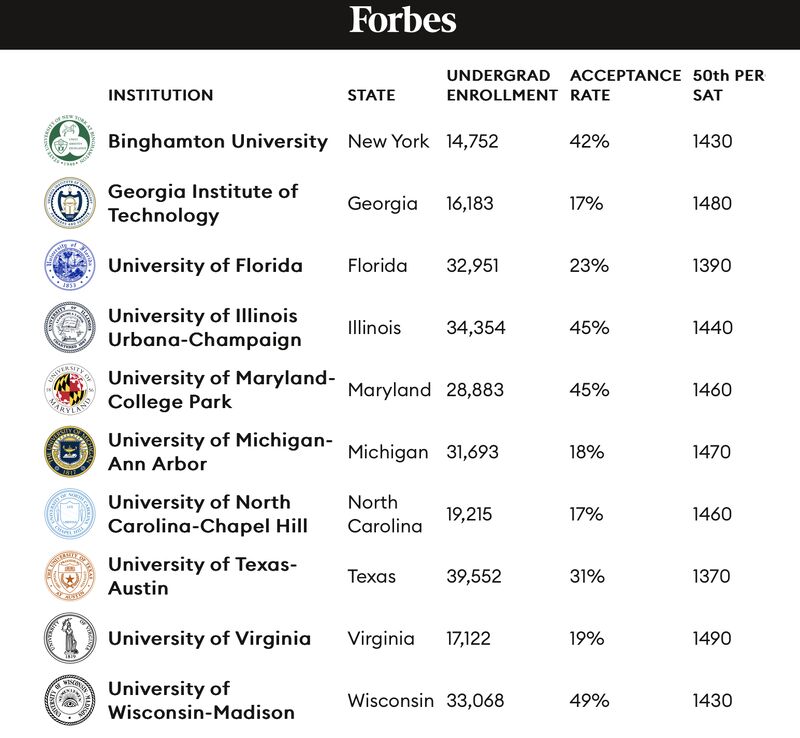 Forbes
INSTITUTION STATE UNDERGRAD ENROLLMENT ACCEPTANCE RATE 50th PER SAT
Binghamton University New York 14,752 42% 1430
Georgia Institute of Technology Georgia 16,183 17% 1480
University of Florida Florida 32,951 23% 1390
University of Illinois Urbana-Champaign Illinois 34,354 45% 1440
University of Maryland-College Park Maryland 28,883 45% 1460
University of Michigan-Ann Arbor Michigan 31,693 18% 1470
University of North Carolina-Chapel Hill North Carolina 19,215 17% 1460
University of Texas-Austin Texas 39,552 31% 1370
University of Virginia Virginia 17,122 19% 1490
University of Wisconsin-Madison Wisconsin 33,068 49% 1430